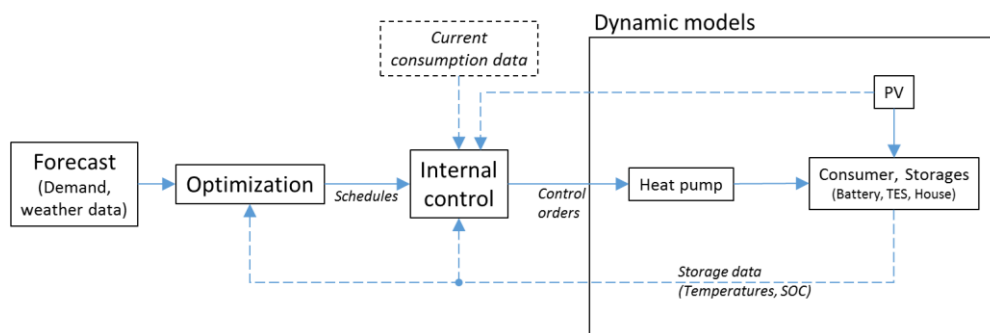 Dynamic models
Current
consumption data
PV
Forecast
(Demand,
weather data)
Optimization
Schedules
Internal
control
Control
orders
Heat pump
Consumer, Storages
(Battery, TES, House)
Storage data
(Temperatures, SOC)